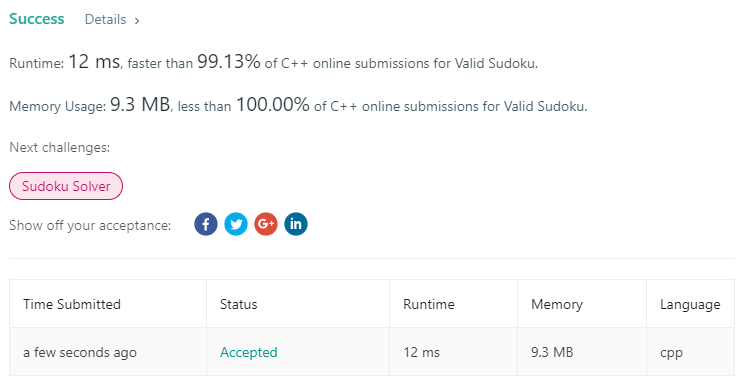 Success Details >
Runtime: 12 ms, faster than 99.13% of C++ online submissions for Valid Sudoku.
Memory Usage: 9.3 MB, less than 100.00% of C++ online submissions for Valid Sudoku.
Next challenges:
Sudoku Solver
Show off your acceptance: f G+ in
Time Submitted Status Runtime Memory Language
a few seconds ago Accepted 12 ms 9.3 MB cpp